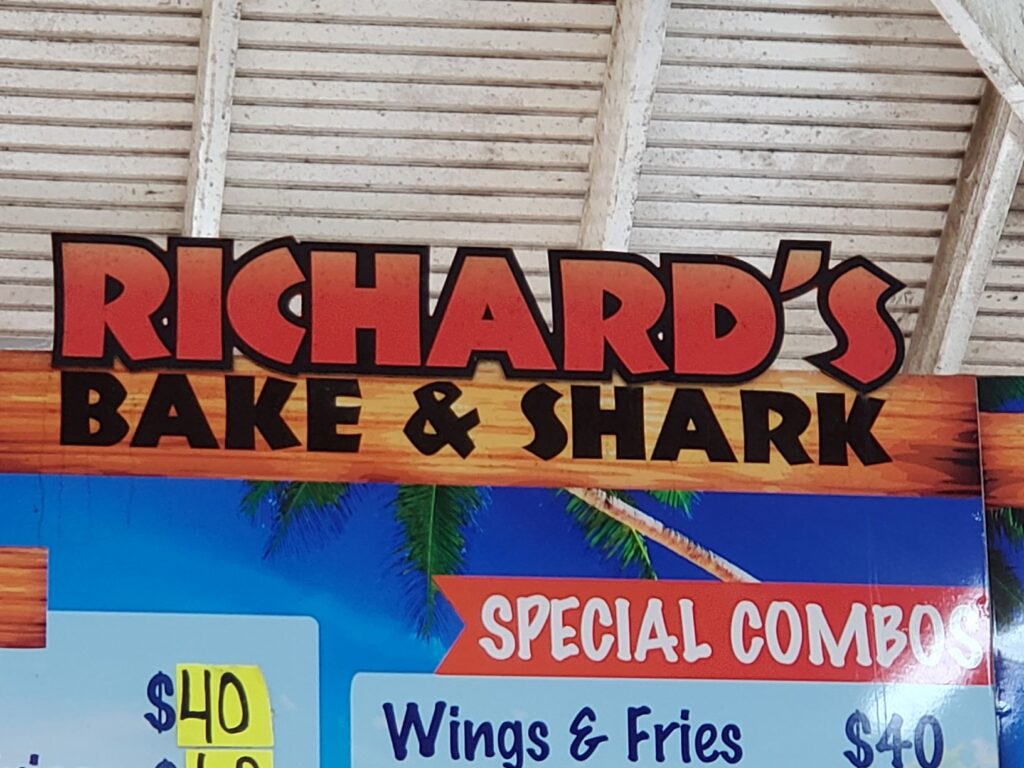 RICHARD'S
BAKE & SHARK
SPECIAL COMBOS
$40
Wings & Fries $40